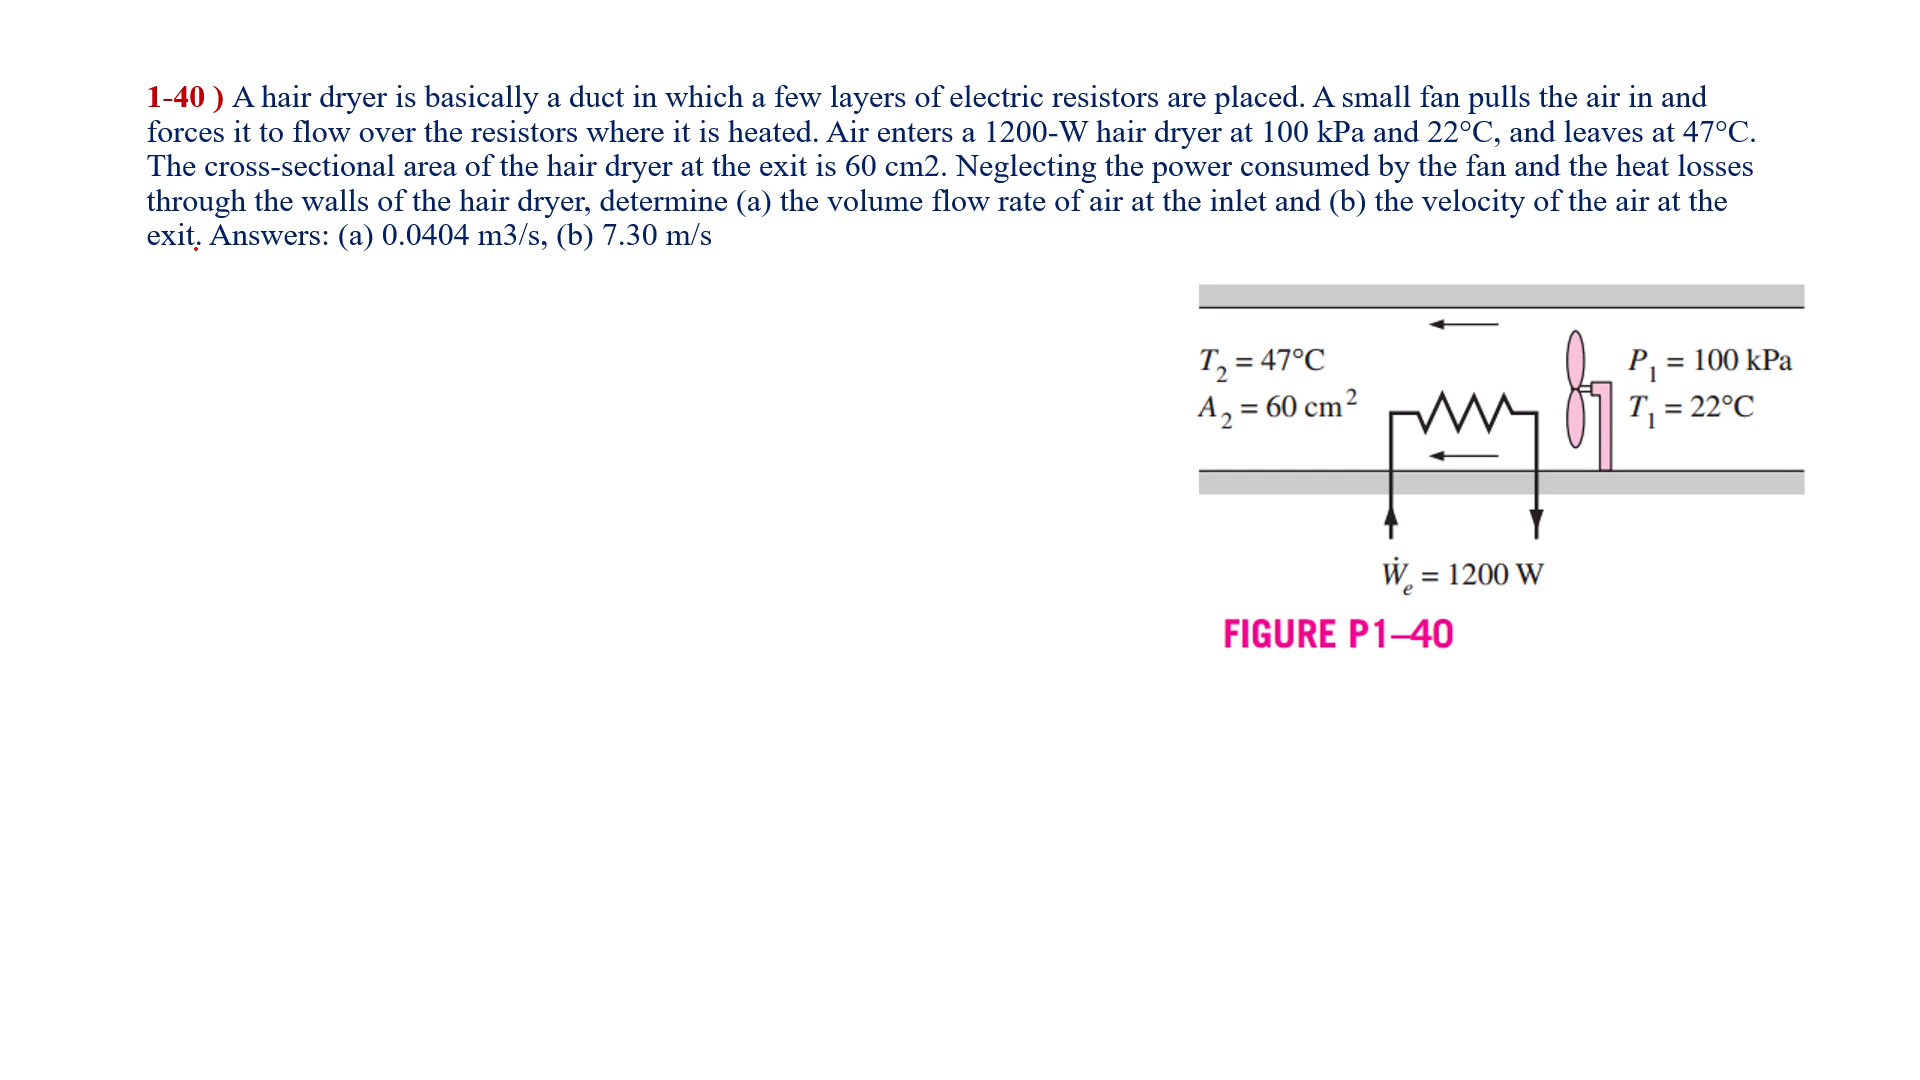 1-40 ) A hair dryer is basically a duct in which a few layers of electric resistors are placed. A small fan pulls the air in and
forces it to flow over the resistors where it is heated. Air enters a 1200-W hair dryer at 100 kPa and 22°C, and leaves at 47°C.
The cross-sectional area of the hair dryer at the exit is 60 cm2. Neglecting the power consumed by the fan and the heat losses
through the walls of the hair dryer, determine (a) the volume flow rate of air at the inlet and (b) the velocity of the air at the
exit. Answers: (a) 0.0404 m3/s, (b) 7.30 m/s
T₂ = 47°C
A₂ = 60 cm²
P₁ = 100 kPa
T₁ = 22°C
Ẇₑ = 1200 W
FIGURE P1–40